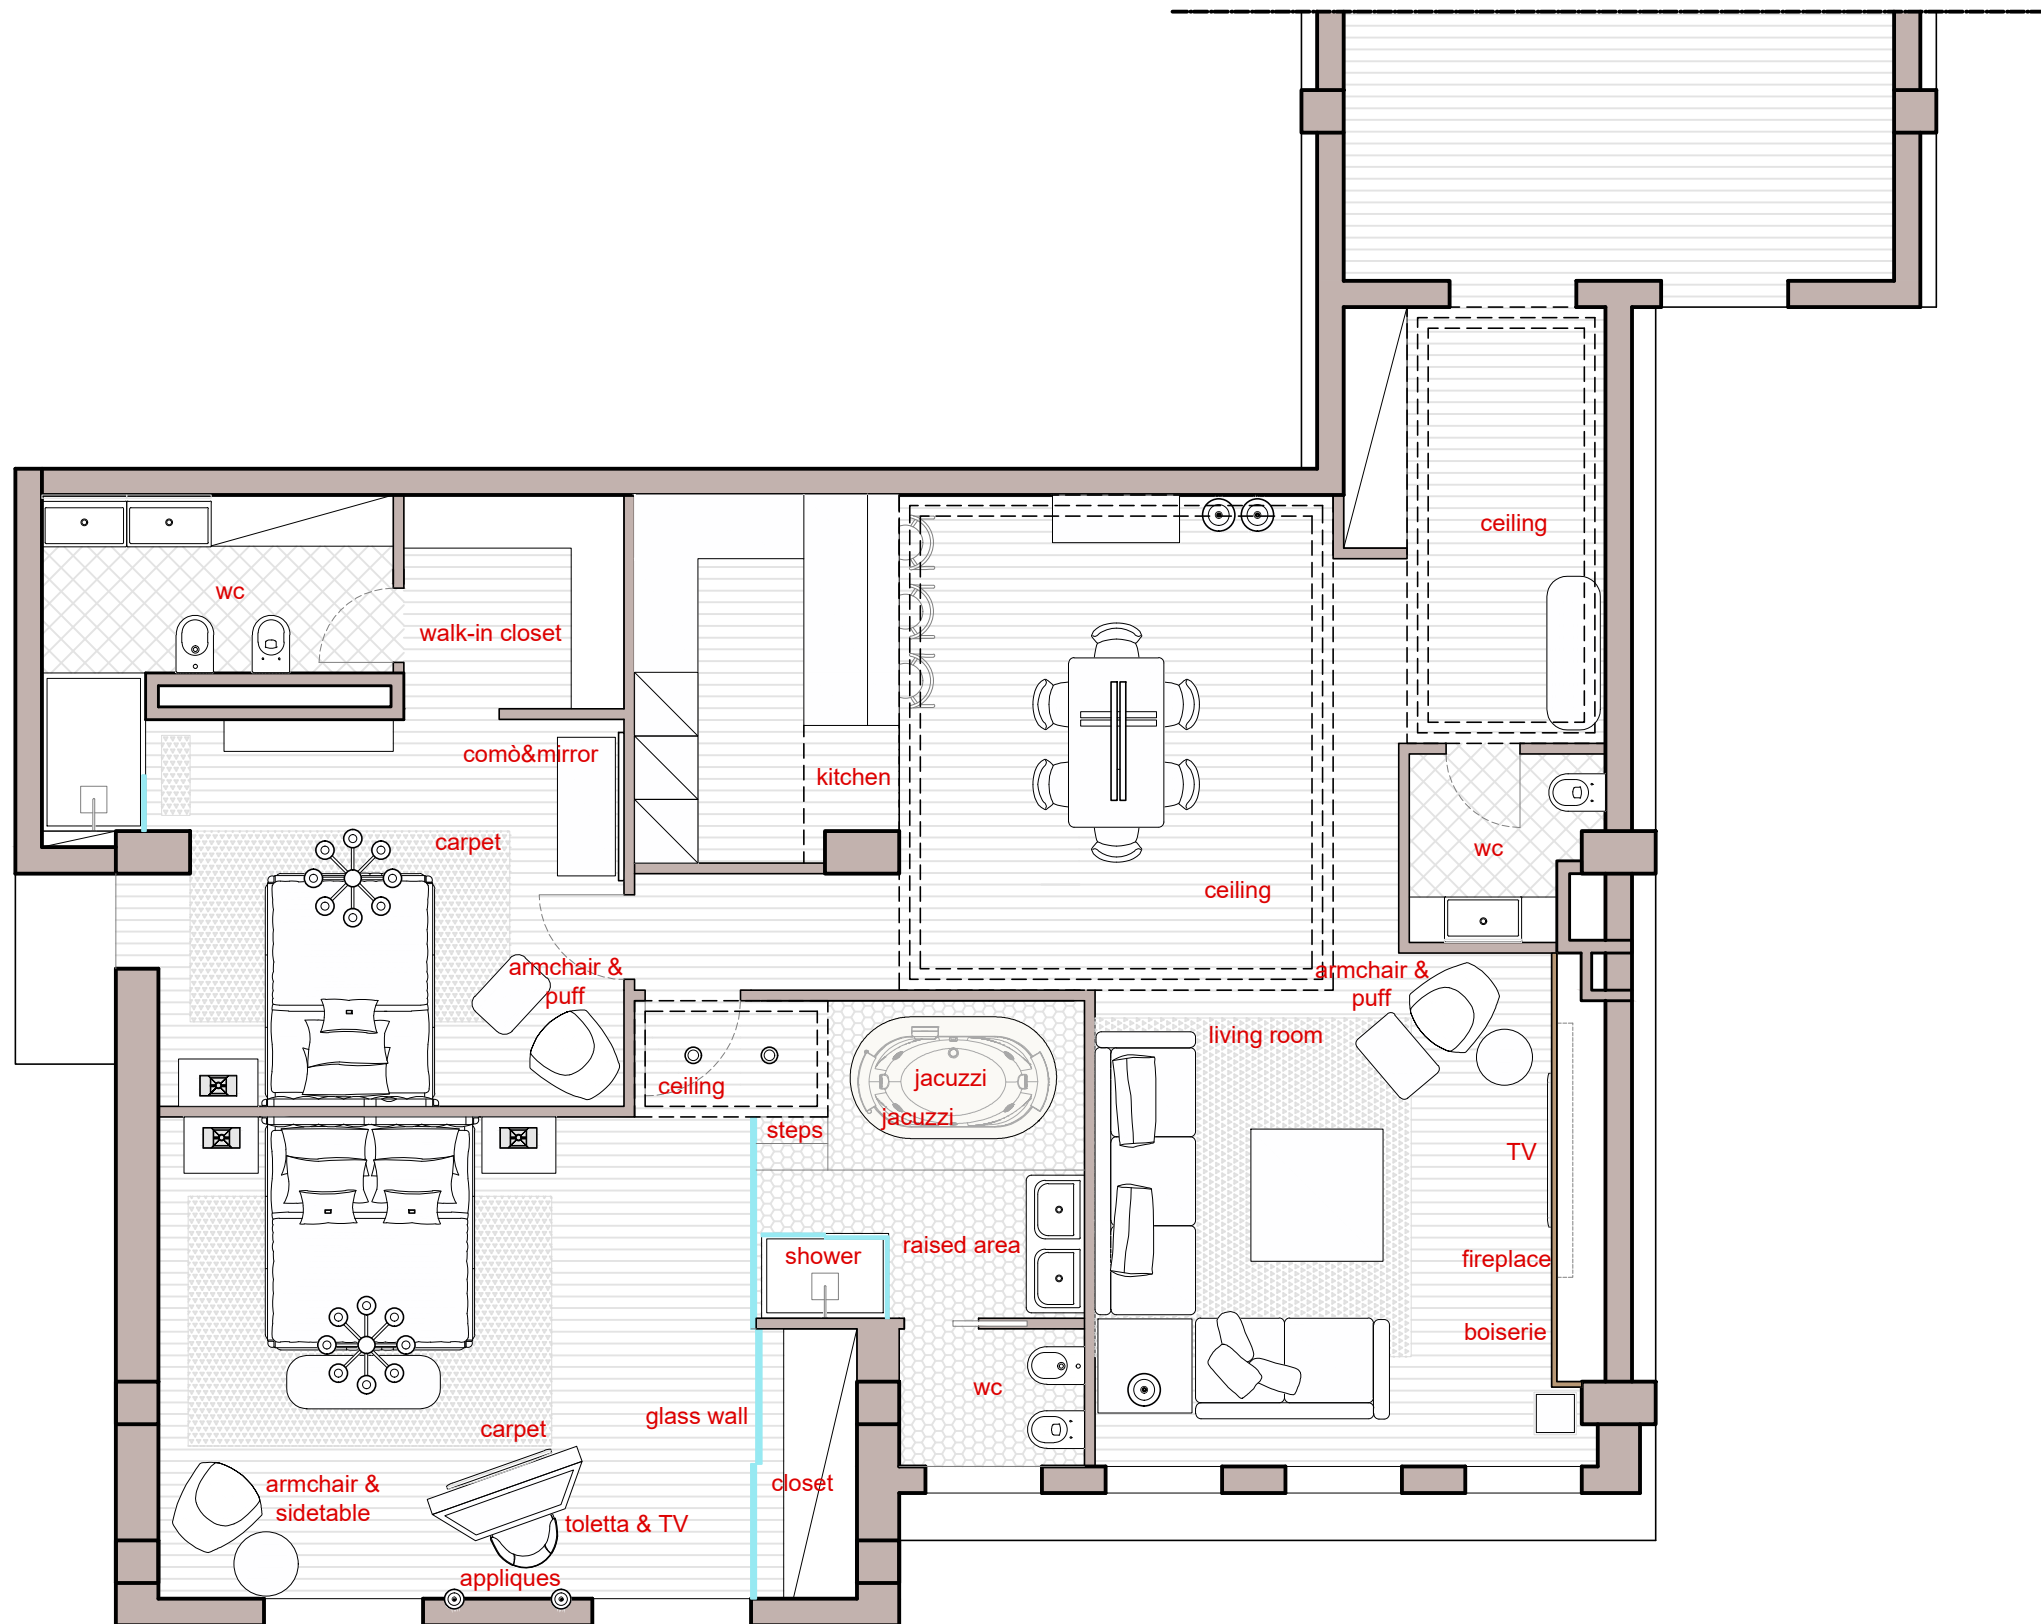 ceiling
wc
walk-in closet
comò&mirror
kitchen
carpet
wc
ceiling
armchair &
puff
armchair &
puff
living room
ceiling
jacuzzi
jacuzzi
steps
TV
shower
raised area
fireplace
boiserie
wc
glass wall
carpet
closet
armchair &
sidetable
toletta & TV
appliques